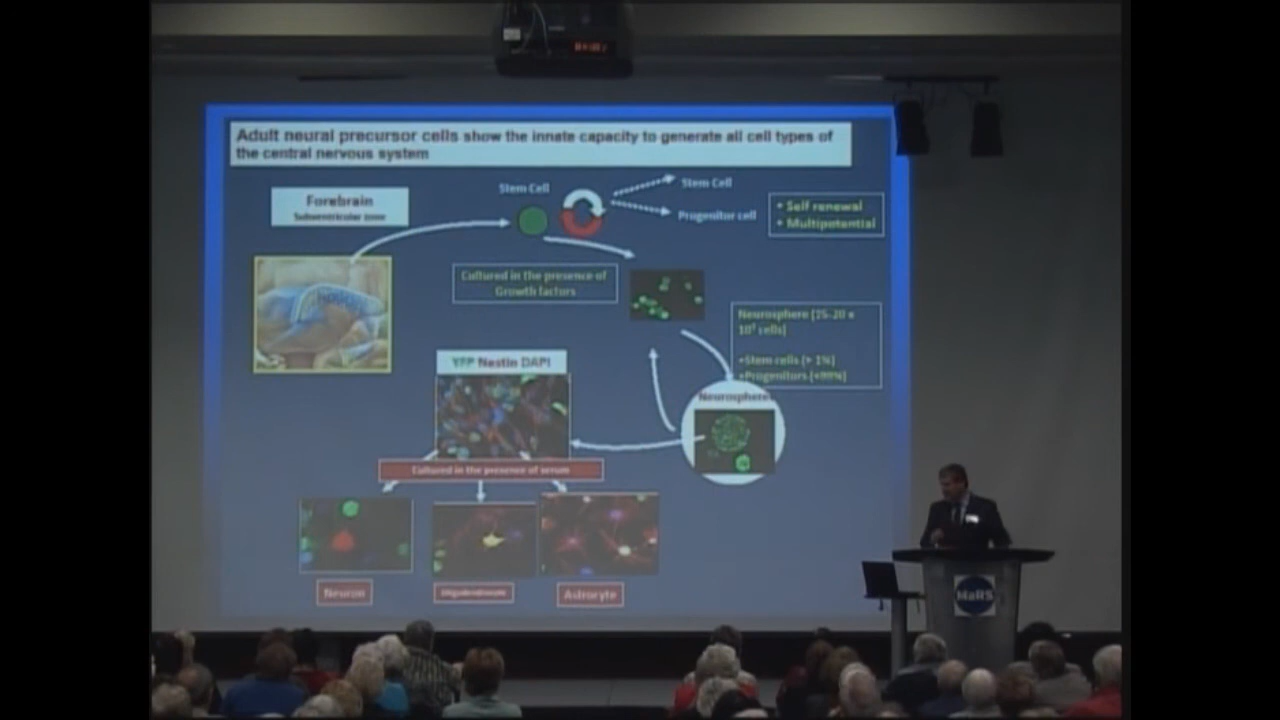 Adult neural precursor cells show the innate capacity to generate all cell types of
the central nervous system
Forebrain
Subventricular zone
Stem Cell
Stem Cell
Progenitor cell
• Self renewal
• Multipotential
Cultured in the presence of
Growth factors
Neurosphere [15-20 x
cells]
•Stem cells (> 1%)
•Progenitors (<99%)
YFP Nestin DAPI
Neurosphere
Cultured in the presence of serum
Neuron
Oligodendrocyte
Astrocyte
MaRS